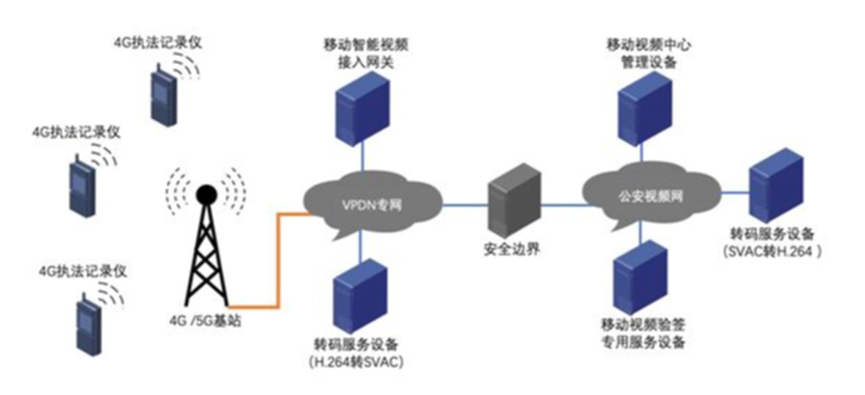 4G执法记录仪
移动智能视频
接入网关
移动视频中心
管理设备
4G执法记录仪
VPDN专网
公安视频网
安全边界
转码服务设备
(SVAC转H.264 )
4G执法记录仪
4G /5G基站
转码服务设备
(H.264转SVAC)
移动视频验签
专用服务设备